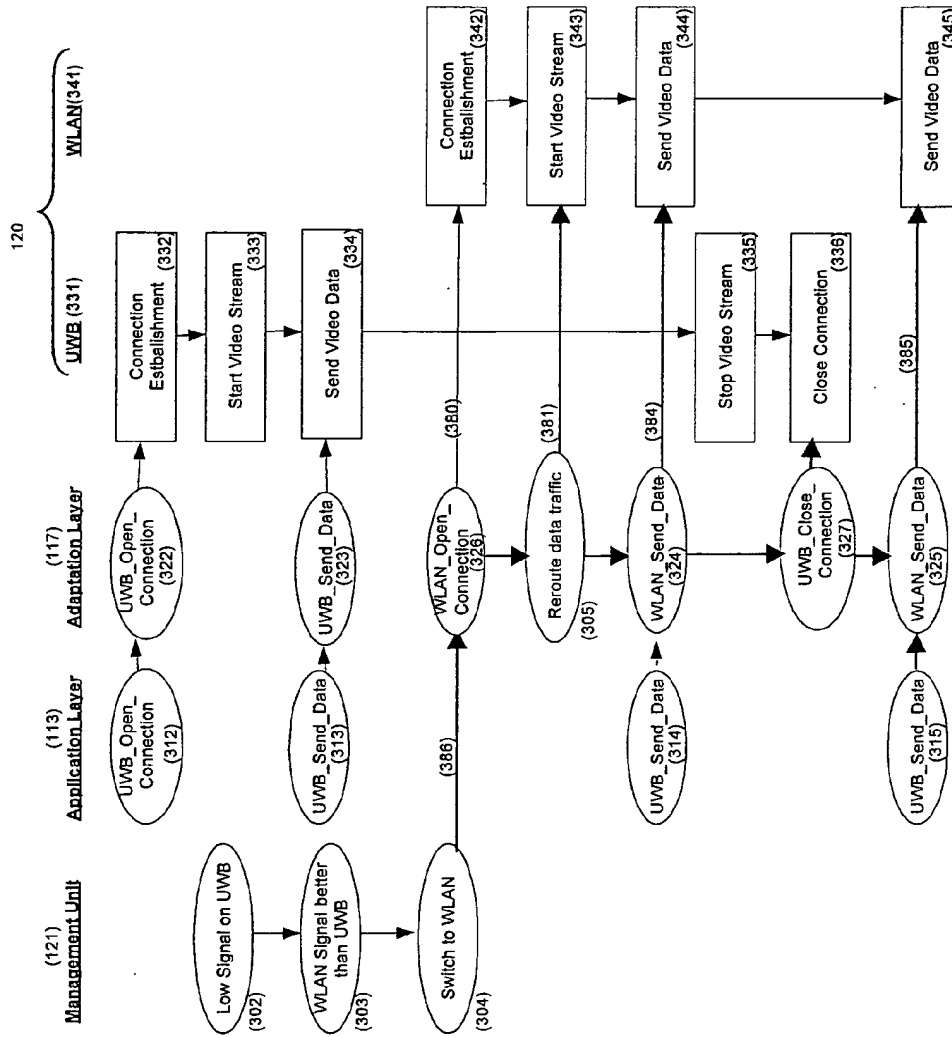 120
(121)
Management Unit
(113)
Application Layer
(117)
Adaptation Layer
UWB (331)
WLAN(341)
UWB_Open_
Connection
(312)
UWB_Open_
Connection
(322)
Connection
Estbalishment
(332)
Low Signal on UWB
(302)
Start Video Stream
(333)
WLAN Signal better
than UWB
(303)
UWB_Send_Data
(313)
UWB_Send_Data
(323)
Send Video Data
(334)
Switch to WLAN
(304)
(386)
WLAN_Open_
Connection
(326)
(380)
Connection
Estbalishment
(342)
Reroute data traffic
(305)
(381)
Start Video Stream
(343)
UWB_Send_Data
(314)
WLAN_Send_Data
(324)
(384)
Send Video Data
(344)
Stop Video Stream
(335)
UWB_Close_
Connection
(327)
Close Connection
(336)
UWB_Send_Data
(315)
WLAN_Send_Data
(325)
(385)
Send Video Data
(345)